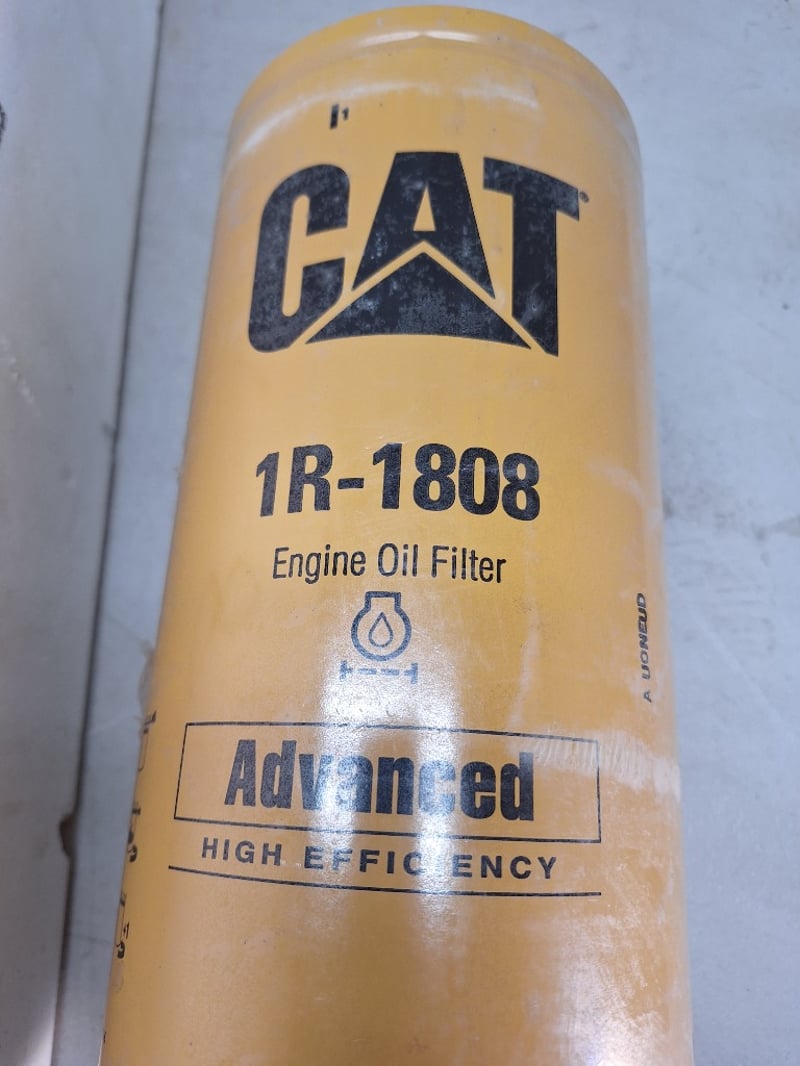 CAT®
1R-1808
Engine Oil Filter
Advanced
HIGH EFFICIENCY